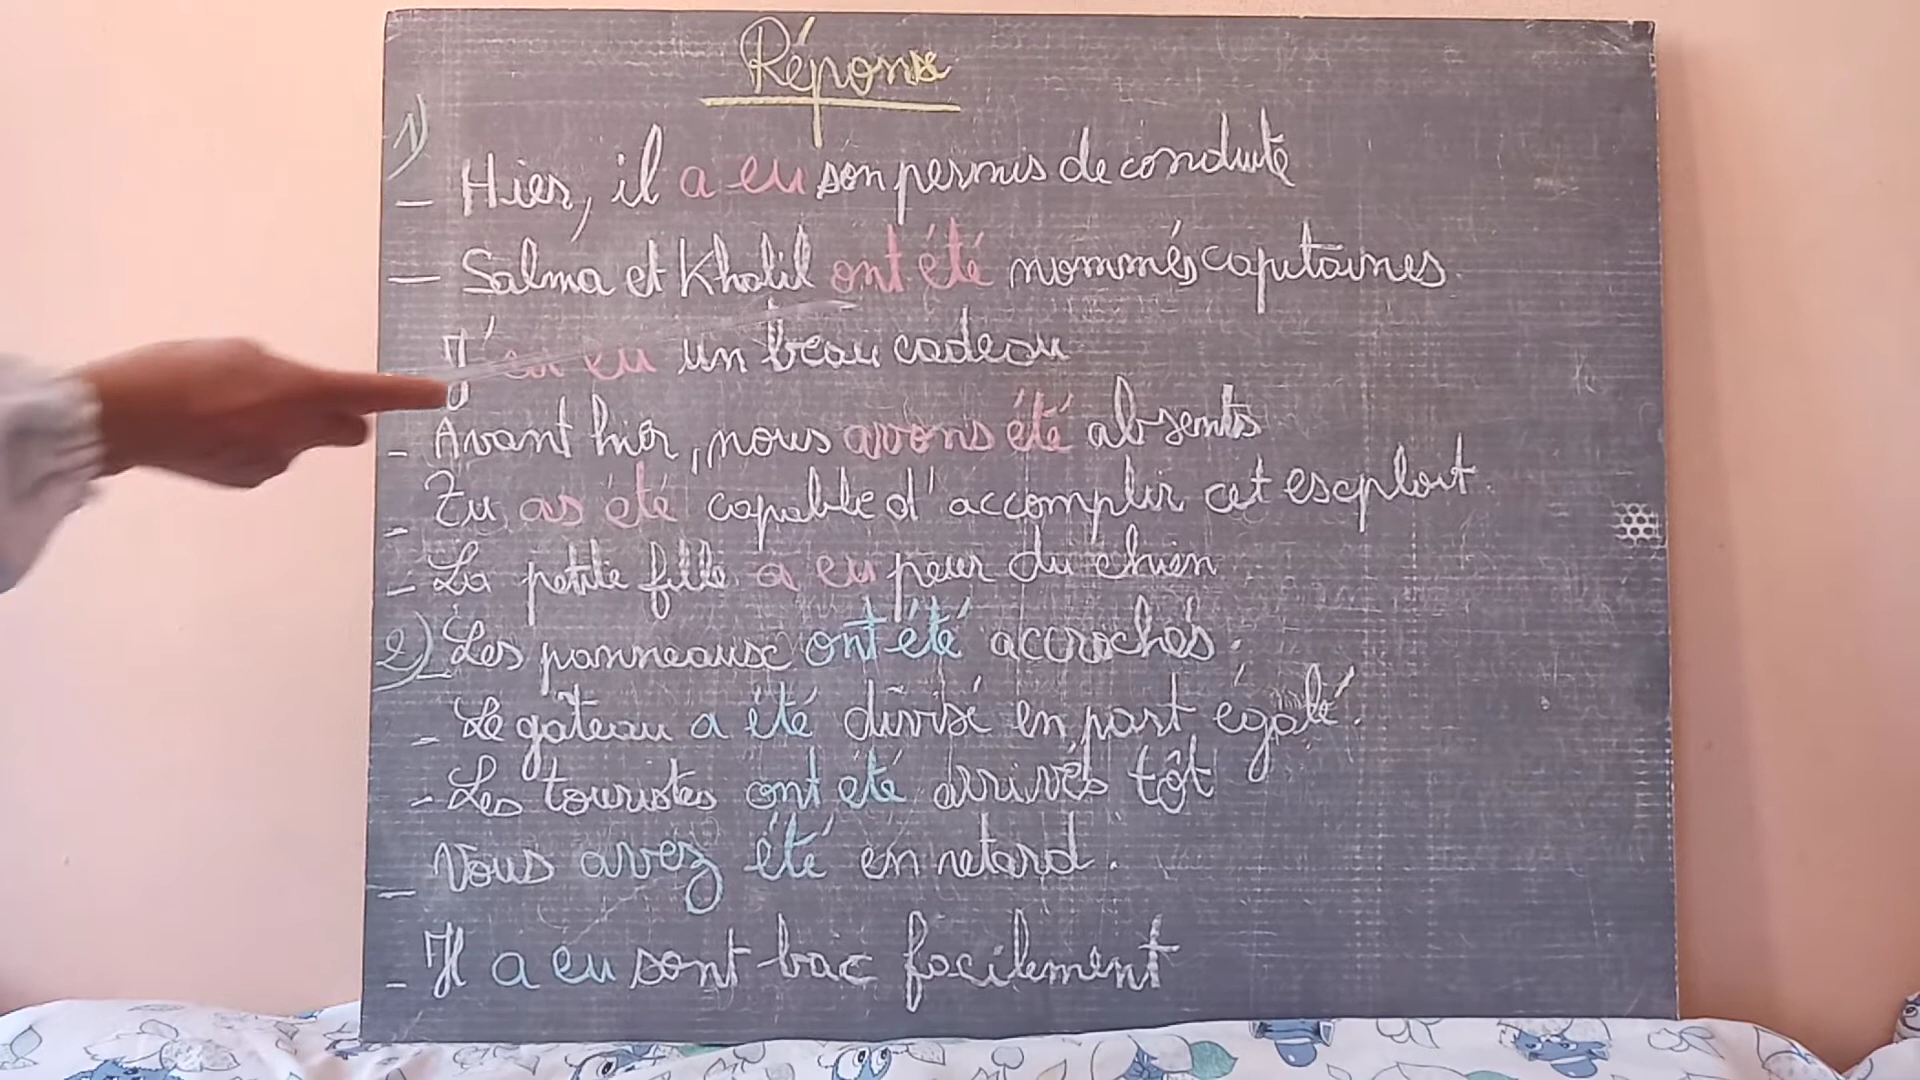 Réponse
1)
- Hier, il a eu son permis de conduite
- Salma et Khalil ont été nommés capitaines.
J'ai eu un beau cadeau
- Avant hier, nous avons été absents
- Tu as été capable d'accomplir cet exploit.
- La petite fille a eu peur du chien
2) - Les panneaux ont été accrochés.
- Le gâteau a été divisé en part égale.
- Les touristes ont été arrivés tôt
- Vous avez été en retard.
- Il a eu sont bac facilement